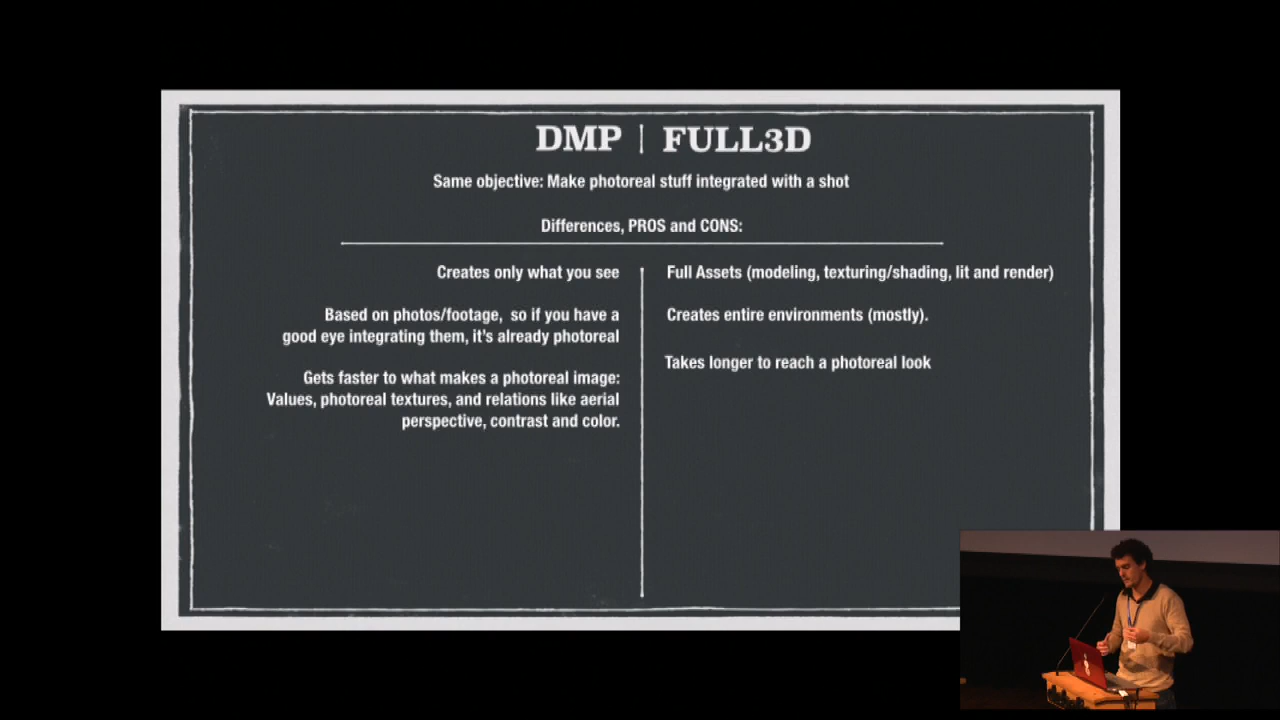 DMP | FULL3D
Same objective: Make photoreal stuff integrated with a shot
Differences, PROS and CONS:
Creates only what you see
Based on photos/footage, so if you have a
good eye integrating them, it's already photoreal
Gets faster to what makes a photoreal image:
Values, photoreal textures, and relations like aerial
perspective, contrast and color.
Full Assets (modeling, texturing/shading, lit and render)
Creates entire environments (mostly).
Takes longer to reach a photoreal look